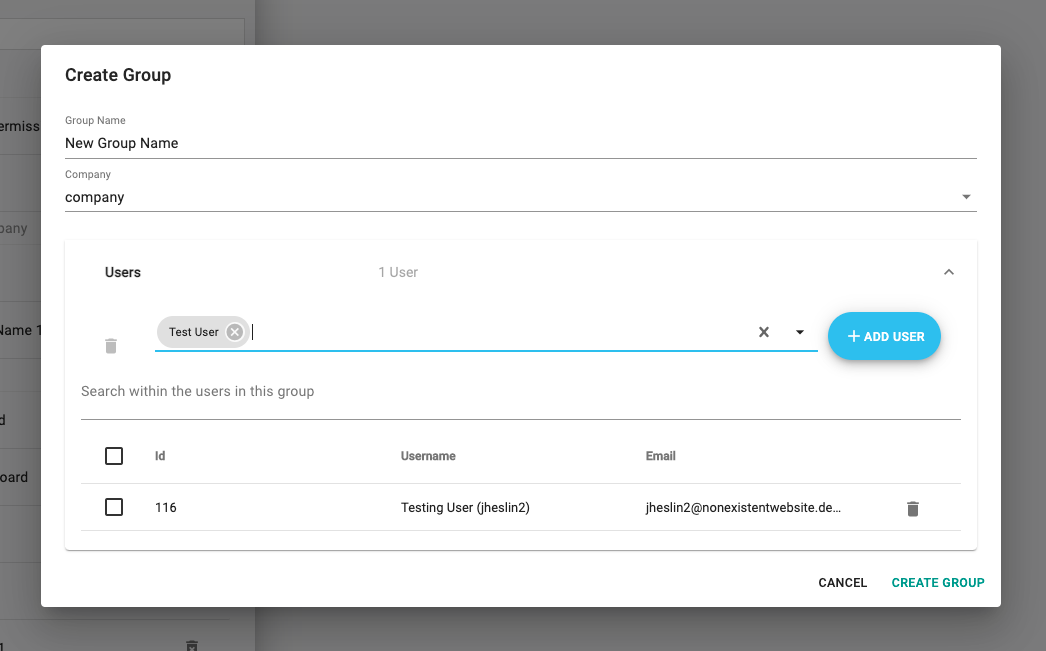 Create Group
Group Name
New Group Name
ermiss
Company
company
pany
Users 1 User
Name 1
Test User
ADD USER
Search within the users in this group
d
Id Username Email
oard
116 Testing User (jheslin2) jheslin2@nonexistentwebsite.de…
CANCEL CREATE GROUP
1